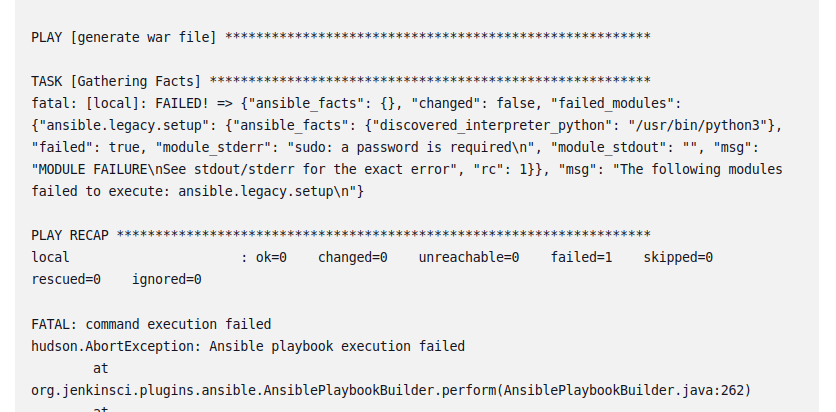 PLAY [generate war file] *******************************************************
TASK [Gathering Facts] *********************************************************
fatal: [local]: FAILED! => {"ansible_facts": {}, "changed": false, "failed_modules":
{"ansible.legacy.setup": {"ansible_facts": {"discovered_interpreter_python": "/usr/bin/python3"},
"failed": true, "module_stderr": "sudo: a password is required\n", "module_stdout": "", "msg":
"MODULE FAILURE\nSee stdout/stderr for the exact error", "rc": 1}}, "msg": "The following modules
failed to execute: ansible.legacy.setup\n"}
PLAY RECAP *********************************************************************
local                      : ok=0    changed=0    unreachable=0    failed=1    skipped=0
rescued=0    ignored=0
FATAL: command execution failed
hudson.AbortException: Ansible playbook execution failed
at
org.jenkinsci.plugins.ansible.AnsiblePlaybookBuilder.perform(AnsiblePlaybookBuilder.java:262)
at